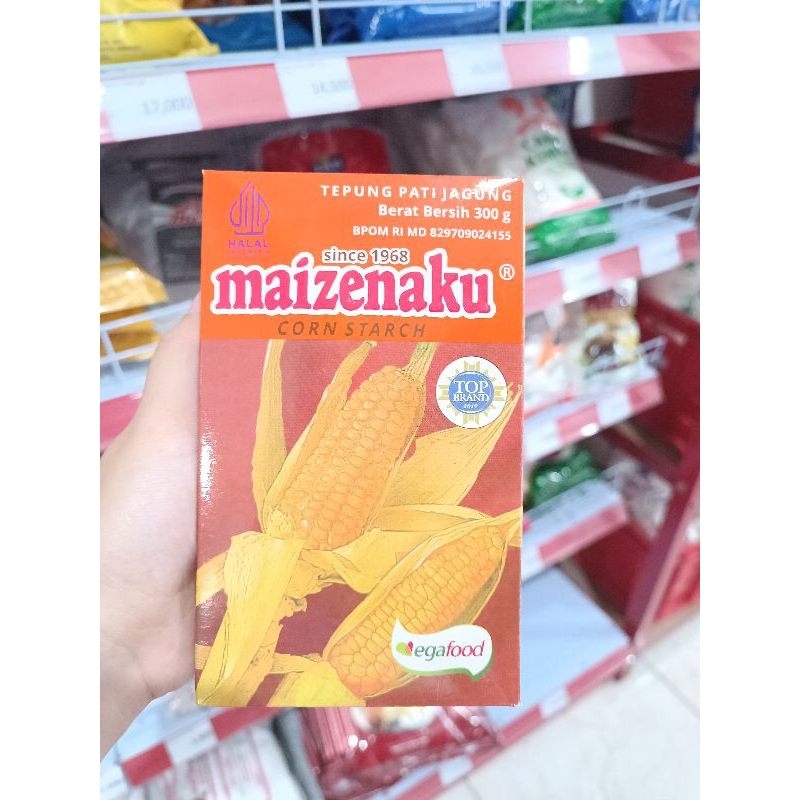 17,000
TEPUNG PATI JAGUNG
Berat Bersih 300 g
BPOM RI MD 829709024155
HALAL
INDONESIA
since 1968
maizenaku®
CORN STARCH
TOP
BRAND
egafood